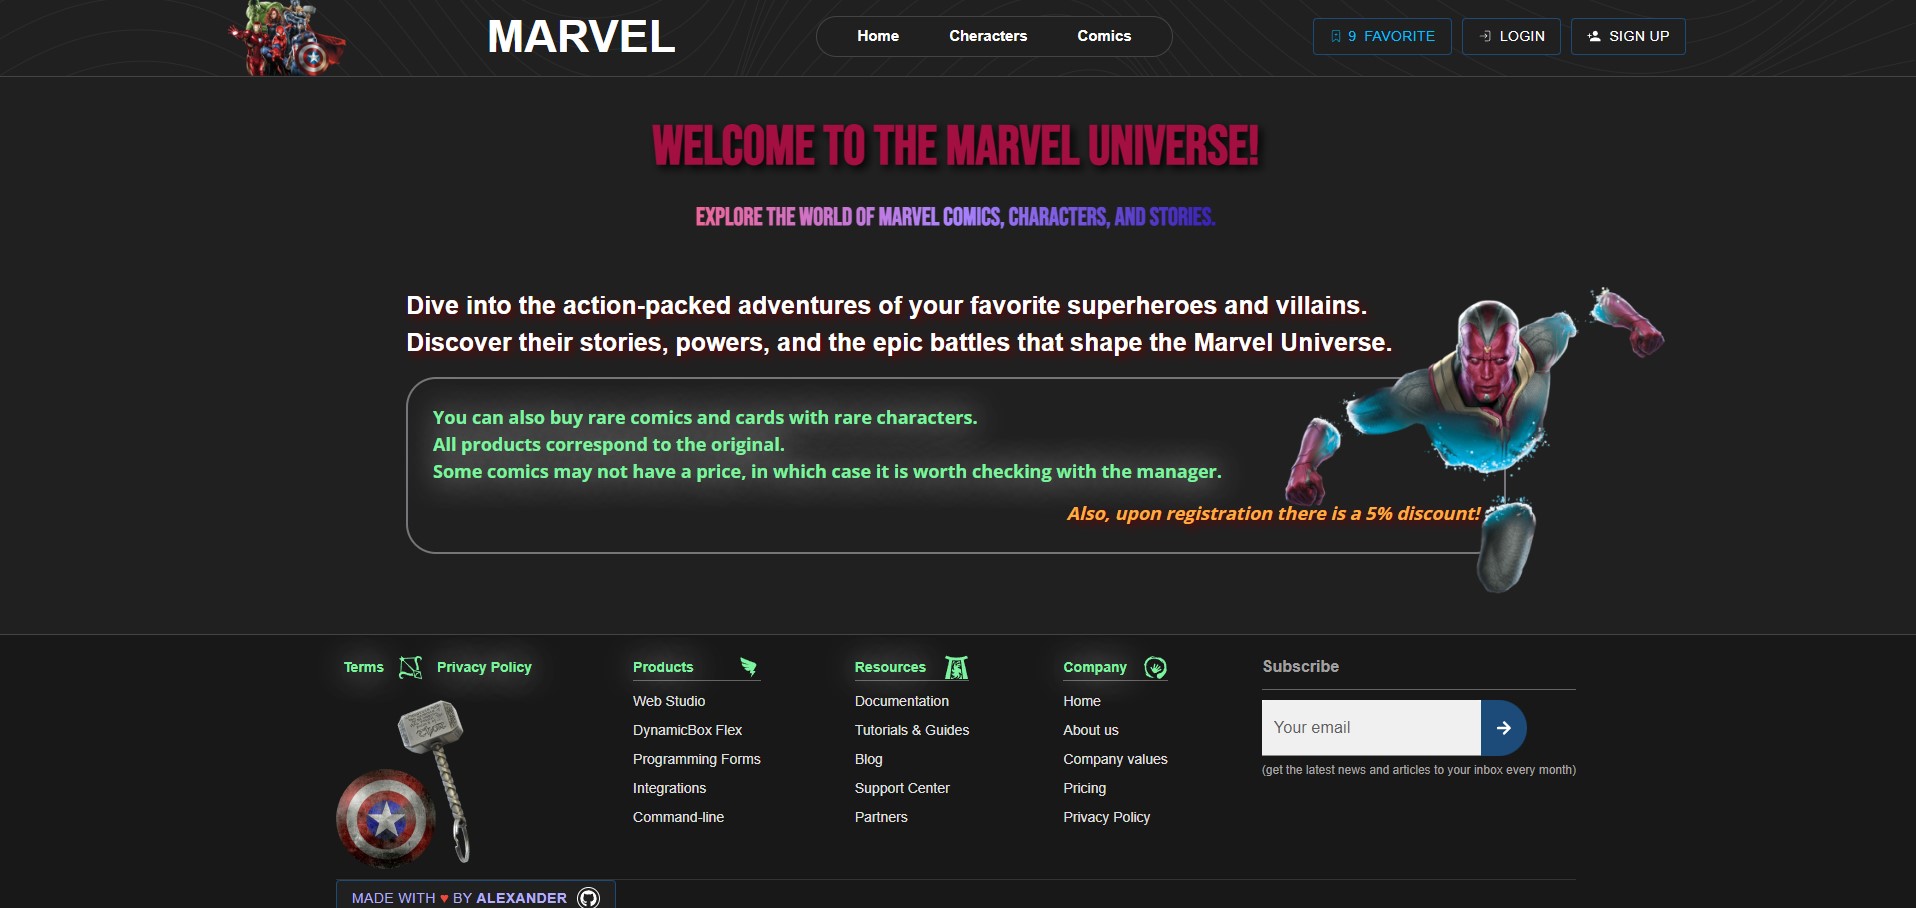 MARVEL
Home
Cheracters
Comics
9 FAVORITE
LOGIN
SIGN UP
WELCOME TO THE MARVEL UNIVERSE!
EXPLORE THE WORLD OF MARVEL COMICS, CHARACTERS, AND STORIES.
Dive into the action-packed adventures of your favorite superheroes and villains.
Discover their stories, powers, and the epic battles that shape the Marvel Universe.
You can also buy rare comics and cards with rare characters.
All products correspond to the original.
Some comics may not have a price, in which case it is worth checking with the manager.
Also, upon registration there is a 5% discount!
Terms
Privacy Policy
Products
Web Studio
DynamicBox Flex
Programming Forms
Integrations
Command-line
Resources
Documentation
Tutorials & Guides
Blog
Support Center
Partners
Company
Home
About us
Company values
Pricing
Privacy Policy
Subscribe
Your email
(get the latest news and articles to your inbox every month)
MADE WITH ♥ BY ALEXANDER